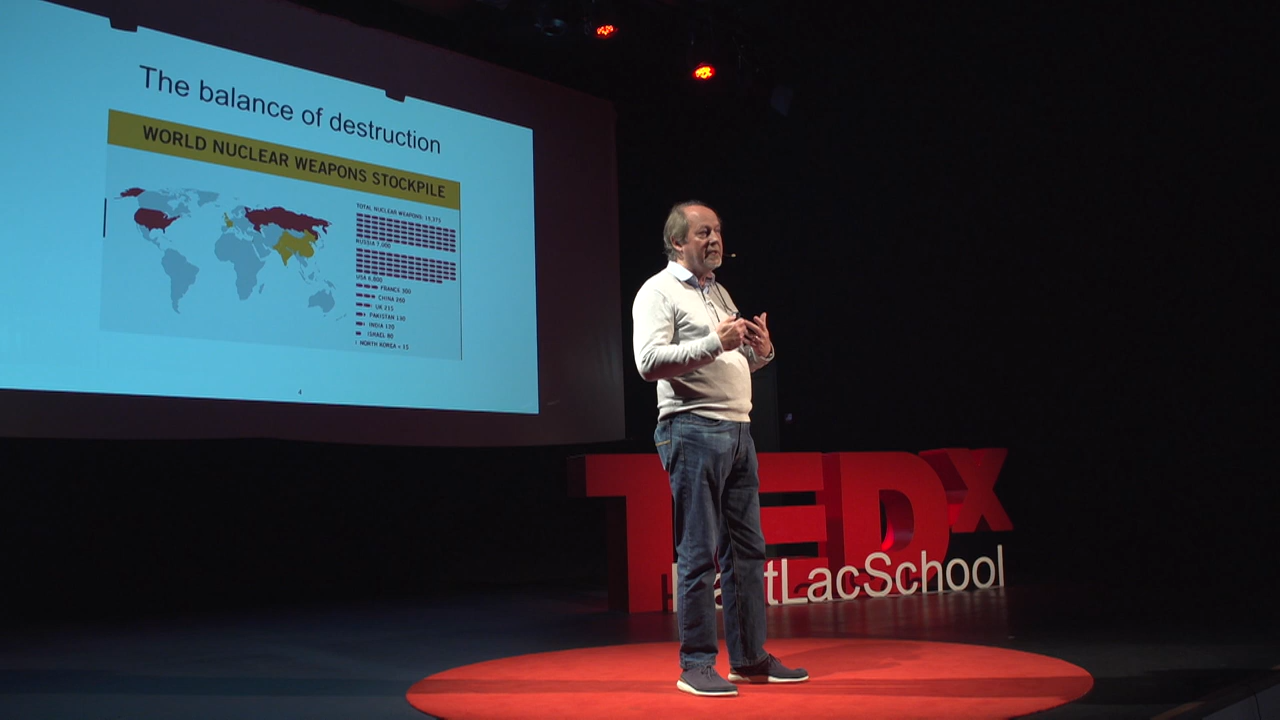 The balance of destruction
WORLD NUCLEAR WEAPONS STOCKPILE
TOTAL NUCLEAR WEAPONS: 15,375
RUSSIA 7,000
USA 6,800
FRANCE 300
CHINA 260
UK 215
PAKISTAN 130
INDIA 120
ISRAEL 80
NORTH KOREA < 15
4
TEDx
LacSchool